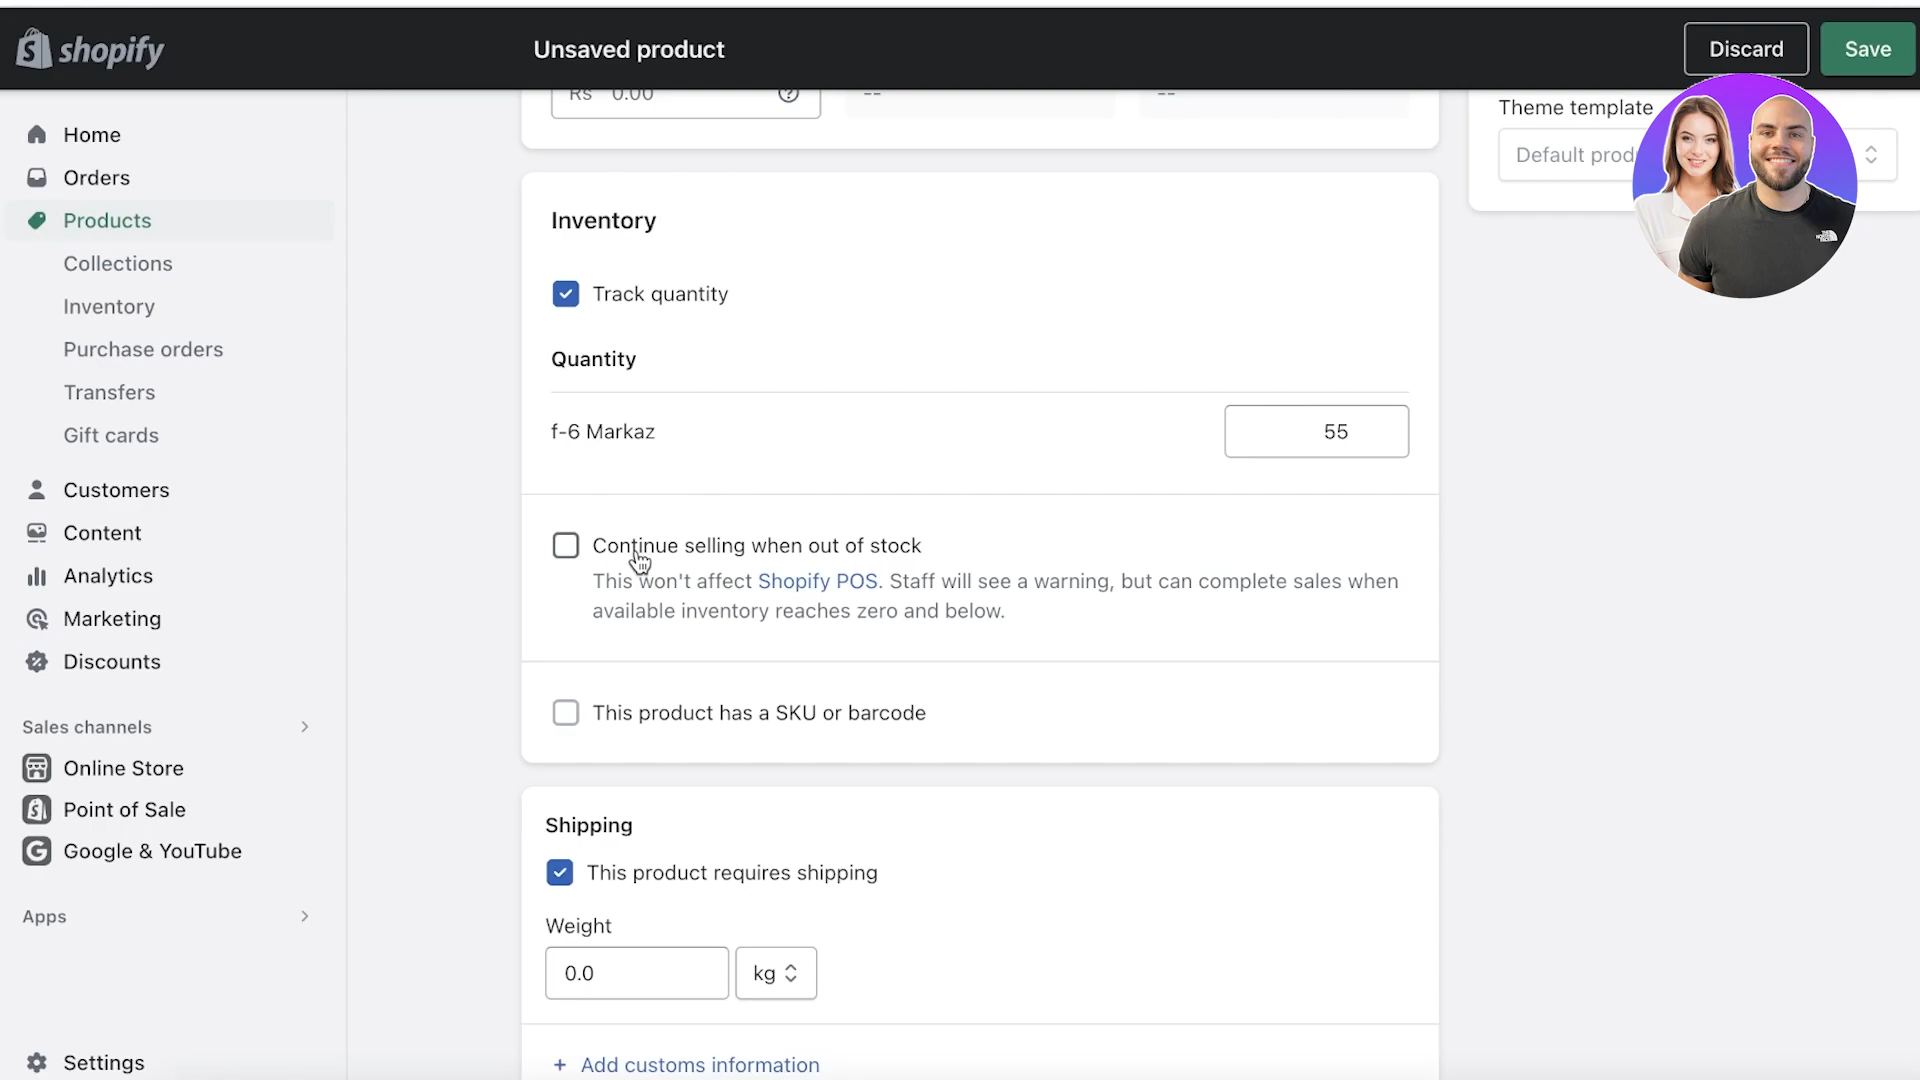 shopify
Unsaved product
Discard
Save
Home
Orders
Products
Collections
Inventory
Purchase orders
Transfers
Gift cards
Customers
Content
Analytics
Marketing
Discounts
Sales channels
Online Store
Point of Sale
Google & YouTube
Apps
Settings
Rs 0.00
--
--
Inventory
Track quantity
Quantity
f-6 Markaz
55
Continue selling when out of stock
This won't affect Shopify POS. Staff will see a warning, but can complete sales when
available inventory reaches zero and below.
This product has a SKU or barcode
Shipping
This product requires shipping
Weight
0.0
kg
+ Add customs information
Theme template
Default prod